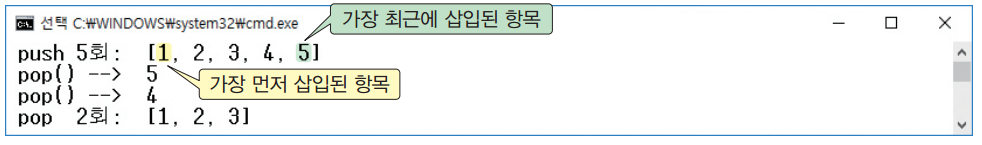 가장 최근에 삽입된 항목
선택 C:₩WINDOWS₩system32₩cmd.exe
push 5회:  [1, 2, 3, 4, 5]
pop() -->  5
가장 먼저 삽입된 항목
pop() -->  4
pop  2회:  [1, 2, 3]